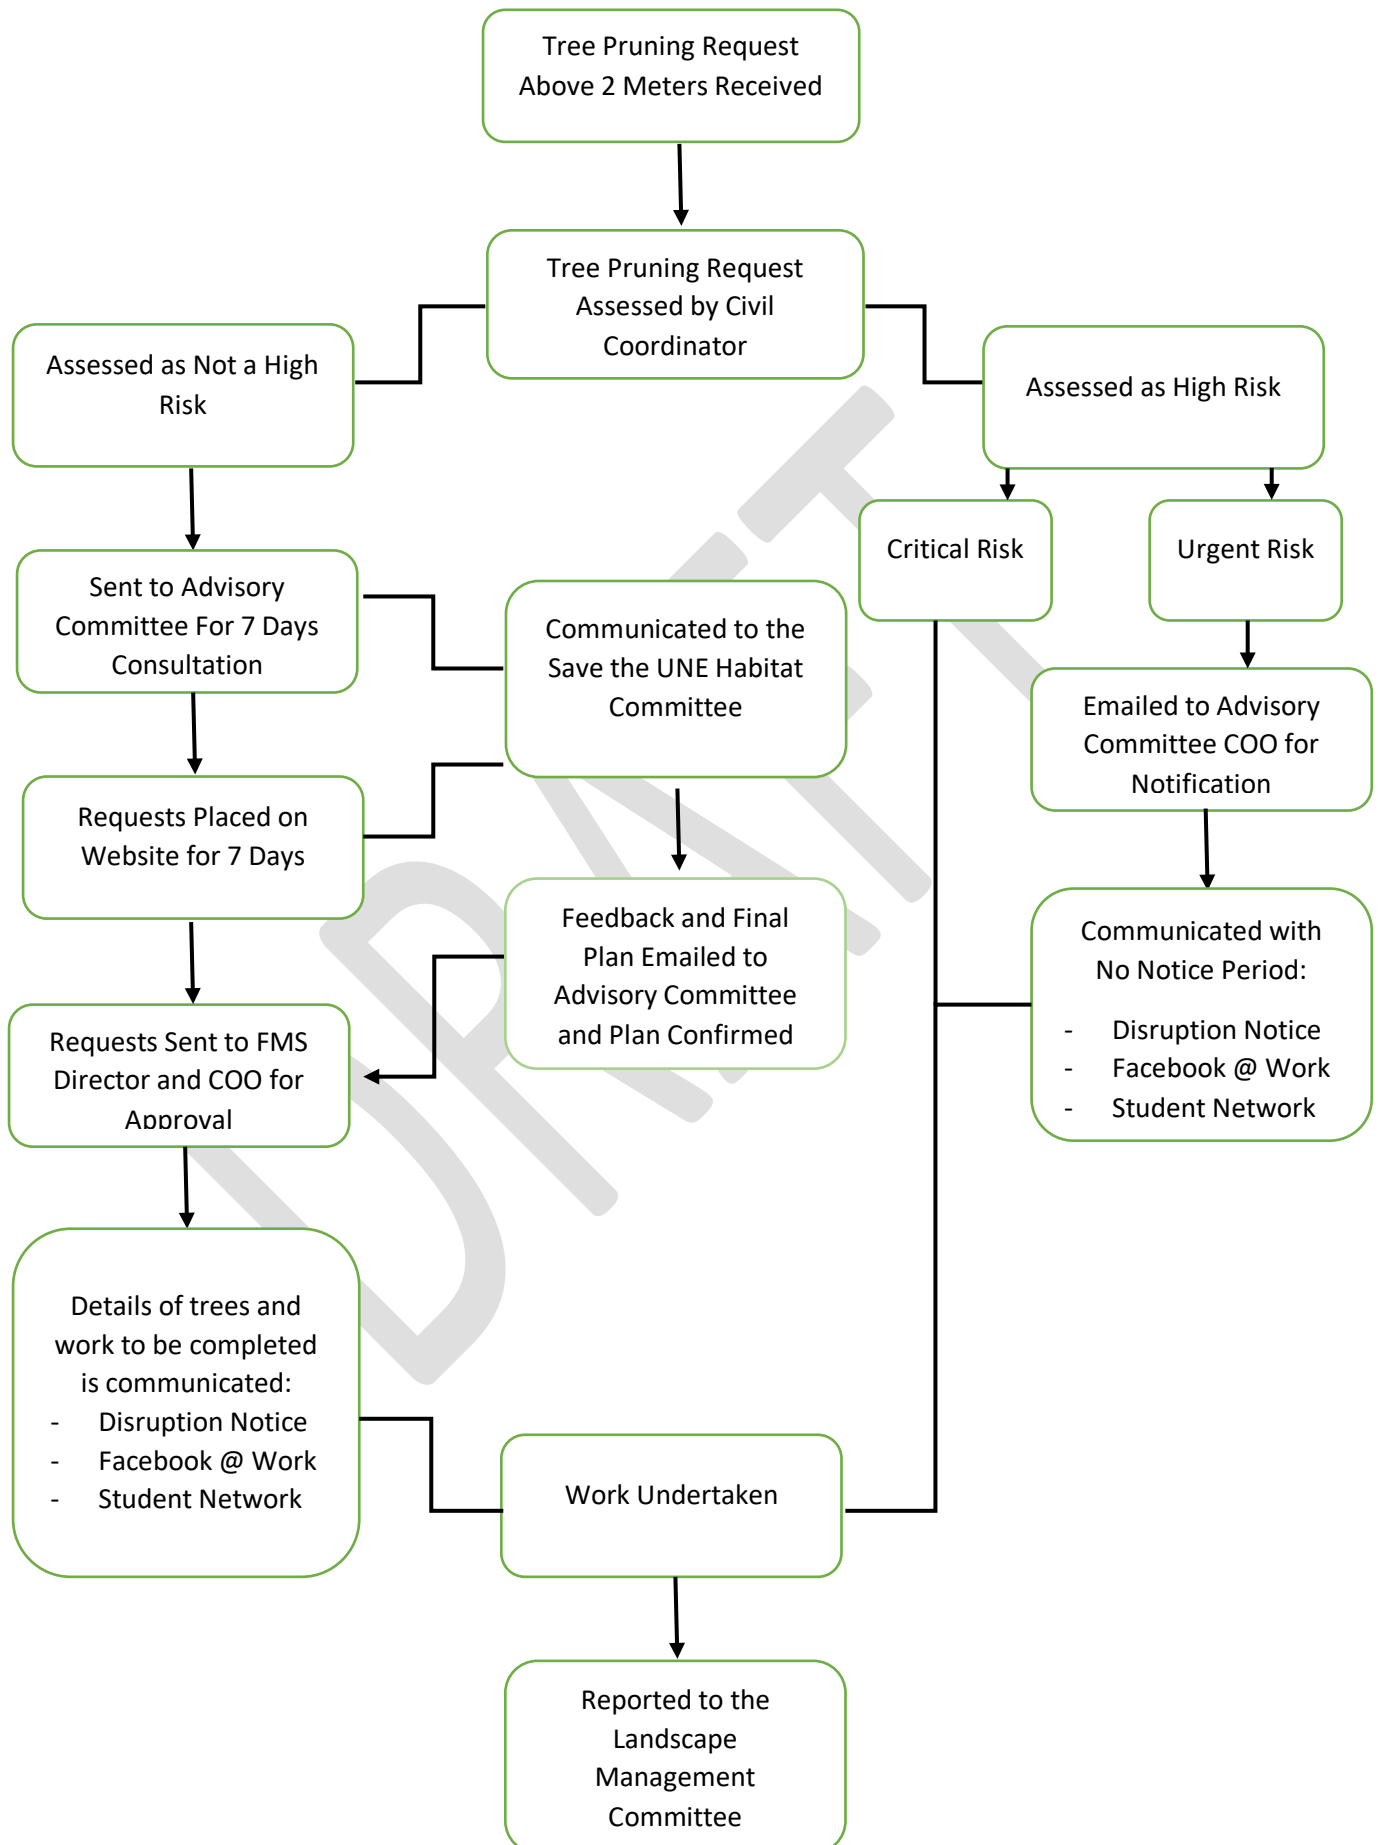 Tree Pruning Request
Above 2 Meters Received
Tree Pruning Request
Assessed by Civil
Coordinator
Assessed as Not a High
Risk
Assessed as High Risk
Critical Risk
Urgent Risk
Sent to Advisory
Committee For 7 Days
Consultation
Communicated to the
Save the UNE Habitat
Committee
Emailed to Advisory
Committee COO for
Notification
Requests Placed on
Website for 7 Days
Feedback and Final
Plan Emailed to
Advisory Committee
and Plan Confirmed
Communicated with
No Notice Period:
- Disruption Notice
- Facebook @ Work
- Student Network
Requests Sent to FMS
Director and COO for
Approval
Details of trees and
work to be completed
is communicated:
- Disruption Notice
- Facebook @ Work
- Student Network
Work Undertaken
Reported to the
Landscape
Management
Committee
DRAFT